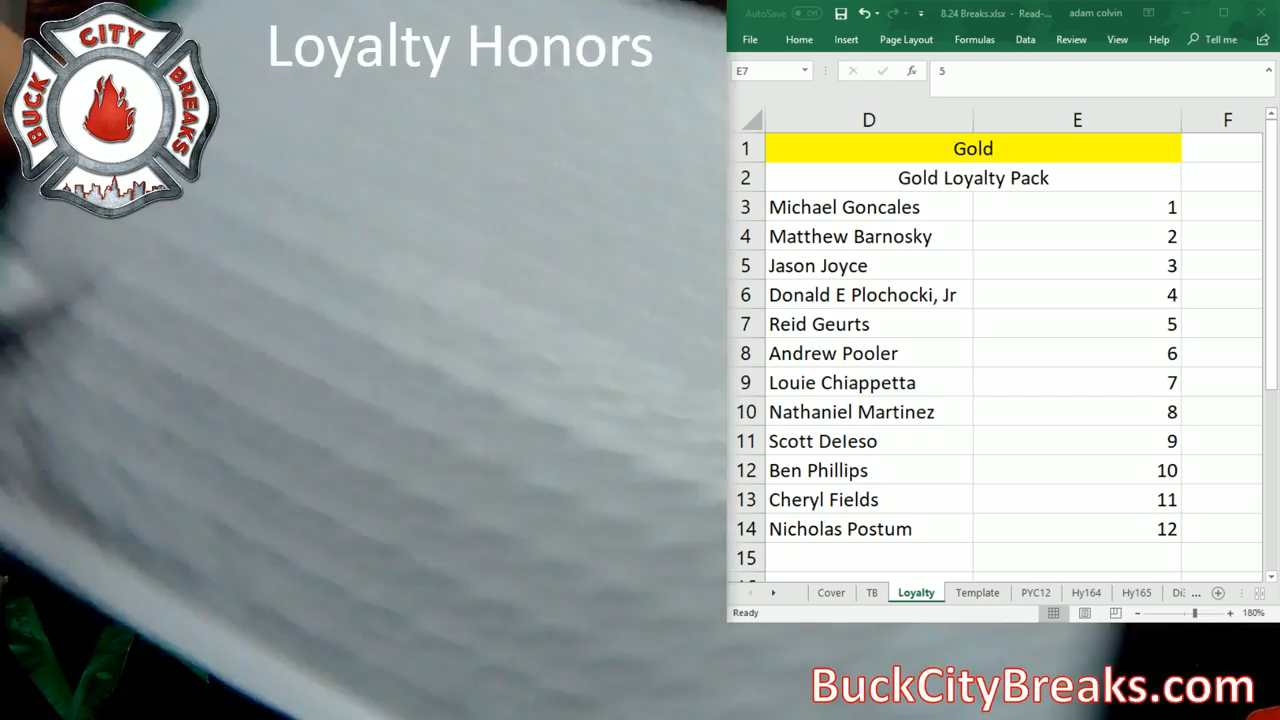 CITY
BUCK
BREAKS
Loyalty Honors
AutoSave Off 8.24 Breaks.xlsx - Read-... adam colvin
File Home Insert Page Layout Formulas Data Review View Help Tell me
E7 fx 5
D E F
1 Gold
2 Gold Loyalty Pack
3 Michael Goncales 1
4 Matthew Barnosky 2
5 Jason Joyce 3
6 Donald E Plochocki, Jr 4
7 Reid Geurts 5
8 Andrew Pooler 6
9 Louie Chiappetta 7
10 Nathaniel Martinez 8
11 Scott DeIeso 9
12 Ben Phillips 10
13 Cheryl Fields 11
14 Nicholas Postum 12
15
Cover TB Loyalty Template PYC12 Hy164 Hy165 Di ...
Ready 180%
BuckCityBreaks.com